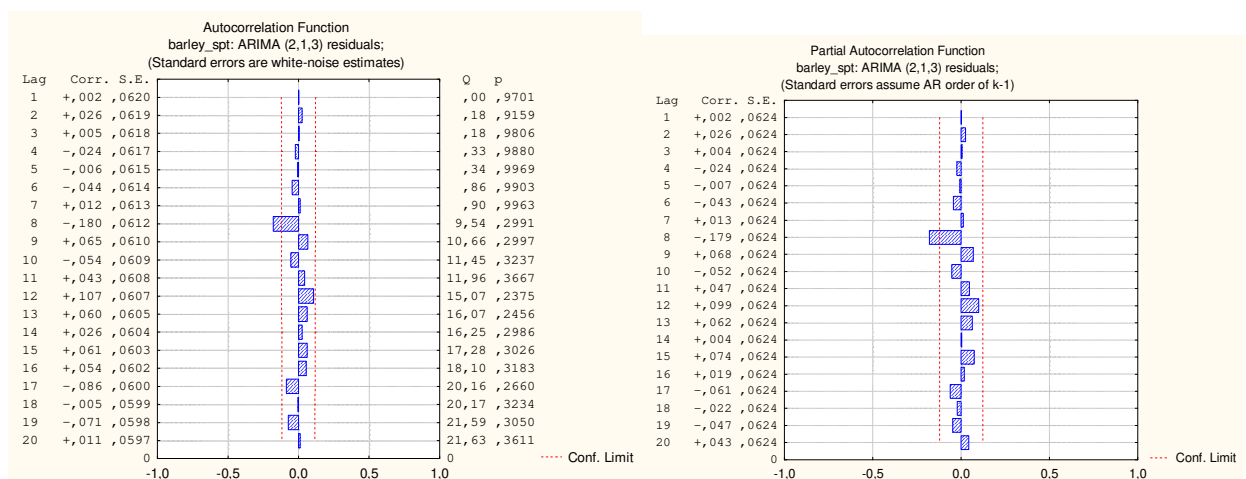 Autocorrelation Function
barley_spt: ARIMA (2,1,3) residuals;
(Standard errors are white-noise estimates)
Lag Corr. S.E. Q p
1 +,002 ,0620 ,00 ,9701
2 +,026 ,0619 ,18 ,9159
3 +,005 ,0618 ,18 ,9806
4 -,024 ,0617 ,33 ,9880
5 -,006 ,0615 ,34 ,9969
6 -,044 ,0614 ,86 ,9903
7 +,012 ,0613 ,90 ,9963
8 -,180 ,0612 9,54 ,2991
9 +,065 ,0610 10,66 ,2997
10 -,054 ,0609 11,45 ,3237
11 +,043 ,0608 11,96 ,3667
12 +,107 ,0607 15,07 ,2375
13 +,060 ,0605 16,07 ,2456
14 +,026 ,0604 16,25 ,2986
15 +,061 ,0603 17,28 ,3026
16 +,054 ,0602 18,10 ,3183
17 -,086 ,0600 20,16 ,2660
18 -,005 ,0599 20,17 ,3234
19 -,071 ,0598 21,59 ,3050
20 +,011 ,0597 21,63 ,3611
0 0
-1,0 -0,5 0,0 0,5 1,0
Conf. Limit
Partial Autocorrelation Function
barley_spt: ARIMA (2,1,3) residuals;
(Standard errors assume AR order of k-1)
Lag Corr. S.E.
1 +,002 ,0624
2 +,026 ,0624
3 +,004 ,0624
4 -,024 ,0624
5 -,007 ,0624
6 -,043 ,0624
7 +,013 ,0624
8 -,179 ,0624
9 +,068 ,0624
10 -,052 ,0624
11 +,047 ,0624
12 +,099 ,0624
13 +,062 ,0624
14 +,004 ,0624
15 +,074 ,0624
16 +,019 ,0624
17 -,061 ,0624
18 -,022 ,0624
19 -,047 ,0624
20 +,043 ,0624
0 0
-1,0 -0,5 0,0 0,5 1,0
Conf. Limit